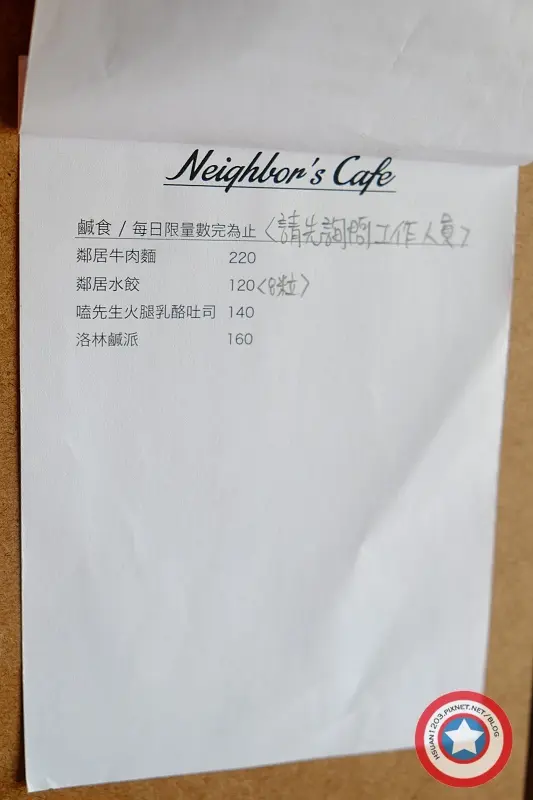 Neighbor's Cafe
鹹食 / 每日限量數完為止 <請先詢問工作人員>
鄰居牛肉麵 220
鄰居水餃 120 <8粒>
嗑先生火腿乳酪吐司 140
洛林鹹派 160
HSUAN1203.PIXNET.NET/BLOG